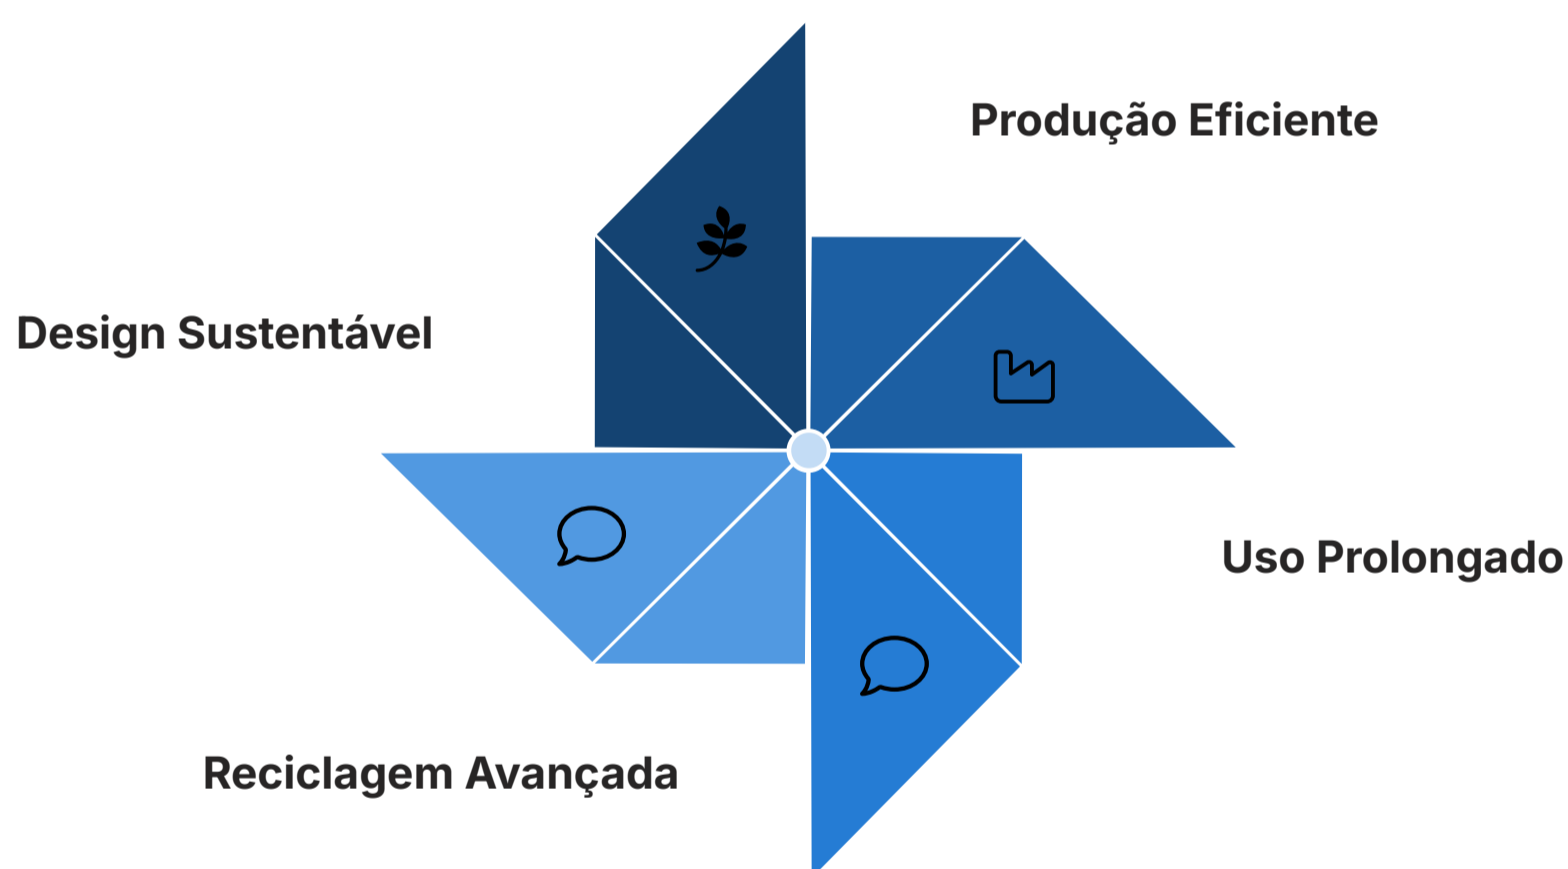 Produção Eficiente
Design Sustentável
Uso Prolongado
Reciclagem Avançada